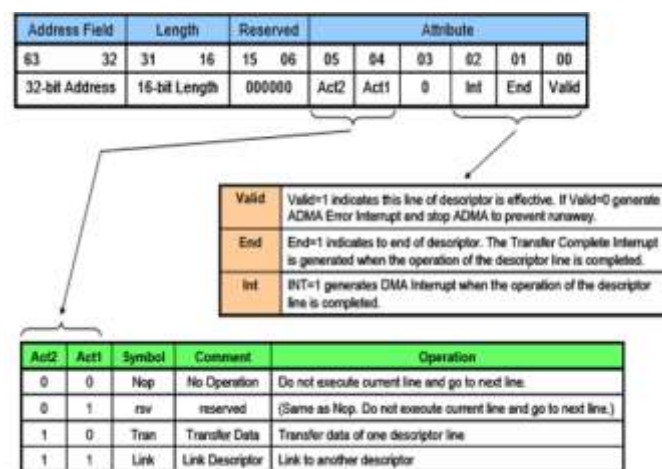 Address Field Length Reserved Attribute
63 32 31 16 15 06 05 04 03 02 01 00
32-bit Address 16-bit Length 000000 Act2 Act1 0 Int End Valid
Valid Valid=1 indicates this line of descriptor is effective. If Valid=0 generate
ADMA Error Interrupt and stop ADMA to prevent runaway.
End End=1 indicates to end of descriptor. The Transfer Complete Interrupt
is generated when the operation of the descriptor line is completed.
Int INT=1 generates DMA Interrupt when the operation of the descriptor
line is completed.
Act2 Act1 Symbol Comment Operation
0 0 Nop No Operation Do not execute current line and go to next line.
0 1 rsv reserved (Same as Nop. Do not execute current line and go to next line.)
1 0 Tran Transfer Data Transfer data of one descriptor line
1 1 Link Link Descriptor Link to another descriptor